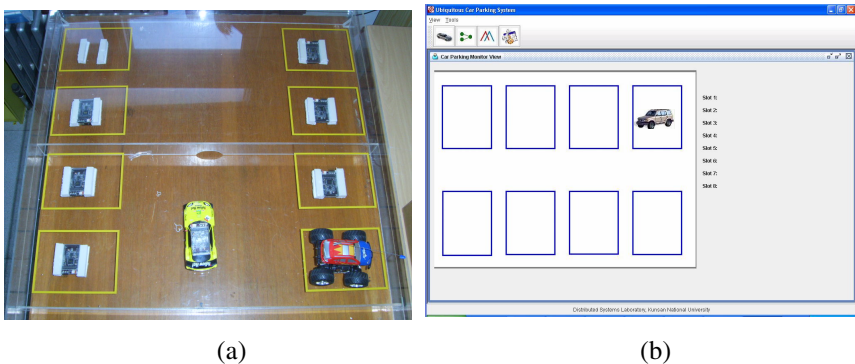 Ubiquitous Car Parking System
View Tools
Car Parking Monitor View
Slot 1:
Slot 2:
Slot 3:
Slot 4:
Slot 5:
Slot 6:
Slot 7:
Slot 8:
Distributed Systems Laboratory, Kunsan National University
(a)
(b)